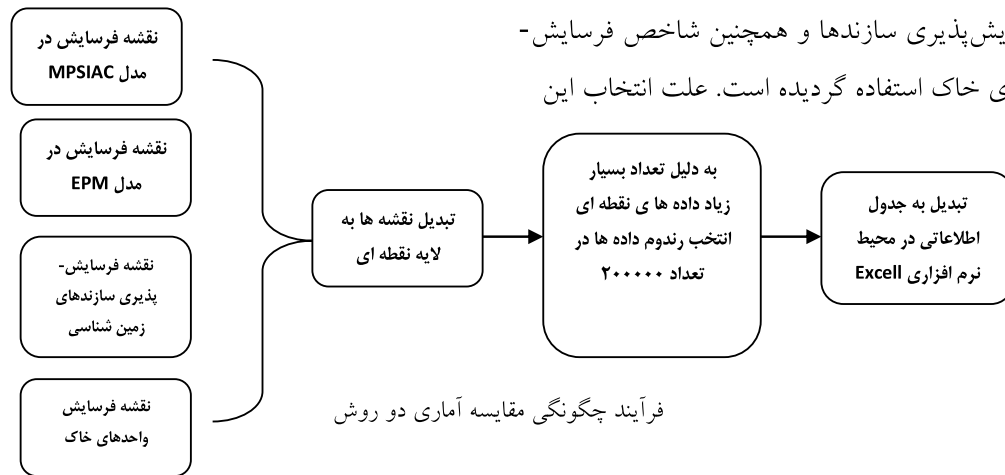 یش‌پذیری سازندها و همچنین شاخص فرسایش-
ی خاک استفاده گردیده است. علت انتخاب این
نقشه فرسایش در
مدل MPSIAC
نقشه فرسایش در
مدل EPM
نقشه فرسایش-
پذیری سازندهای
زمین شناسی
نقشه فرسایش
واحدهای خاک
تبدیل نقشه ها به
لایه نقطه ای
به دلیل تعداد بسیار
زیاد داده ها ی نقطه ای
انتخب رندوم داده ها در
تعداد ۲۰۰۰۰۰
تبدیل به جدول
اطلاعاتی در محیط
نرم افزاری Excell
فرآیند چگونگی مقایسه آماری دو روش